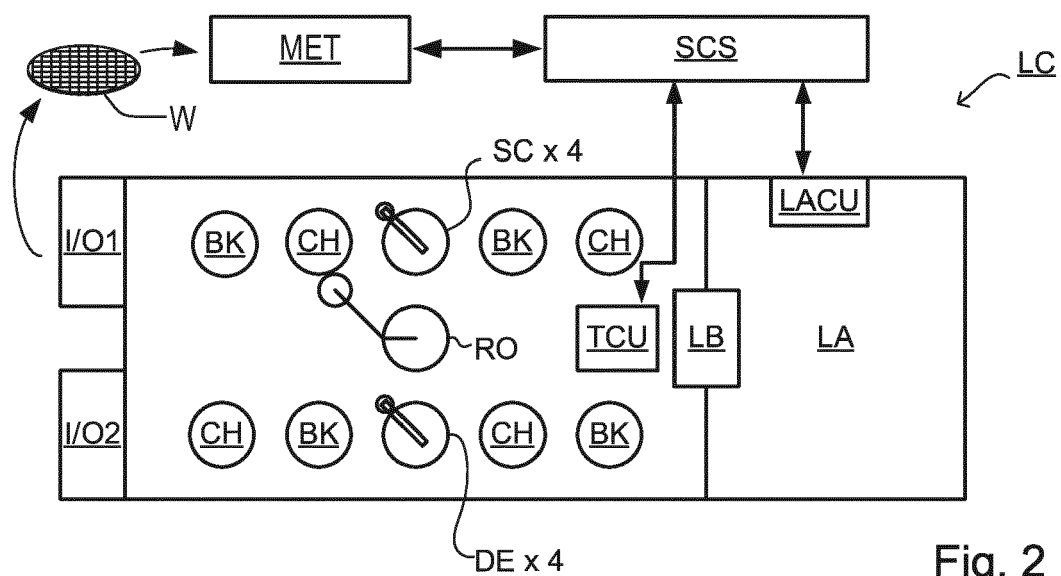 MET
SCS
LC
W
SC x 4
I/O1
BK
CH
BK
CH
LACU
RO
TCU
LB
LA
I/O2
CH
BK
CH
BK
DE x 4
Fig. 2